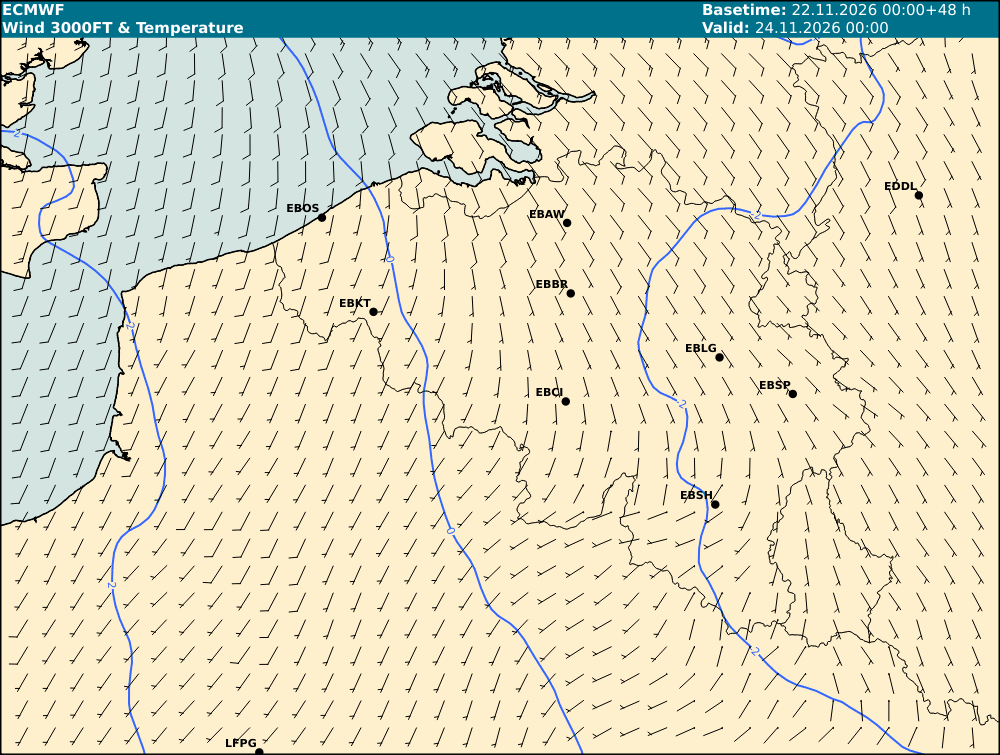 ECMWF
Wind 3000FT & Temperature
Basetime: 22.11.2026 00:00+48 h
Valid: 24.11.2026 00:00
2
EDDL
EBOS
EBAW
-2
0
EBBR
EBKT
2
EBLG
EBSP
EBCI
-2
EBSH
0
2
-2
LFPG